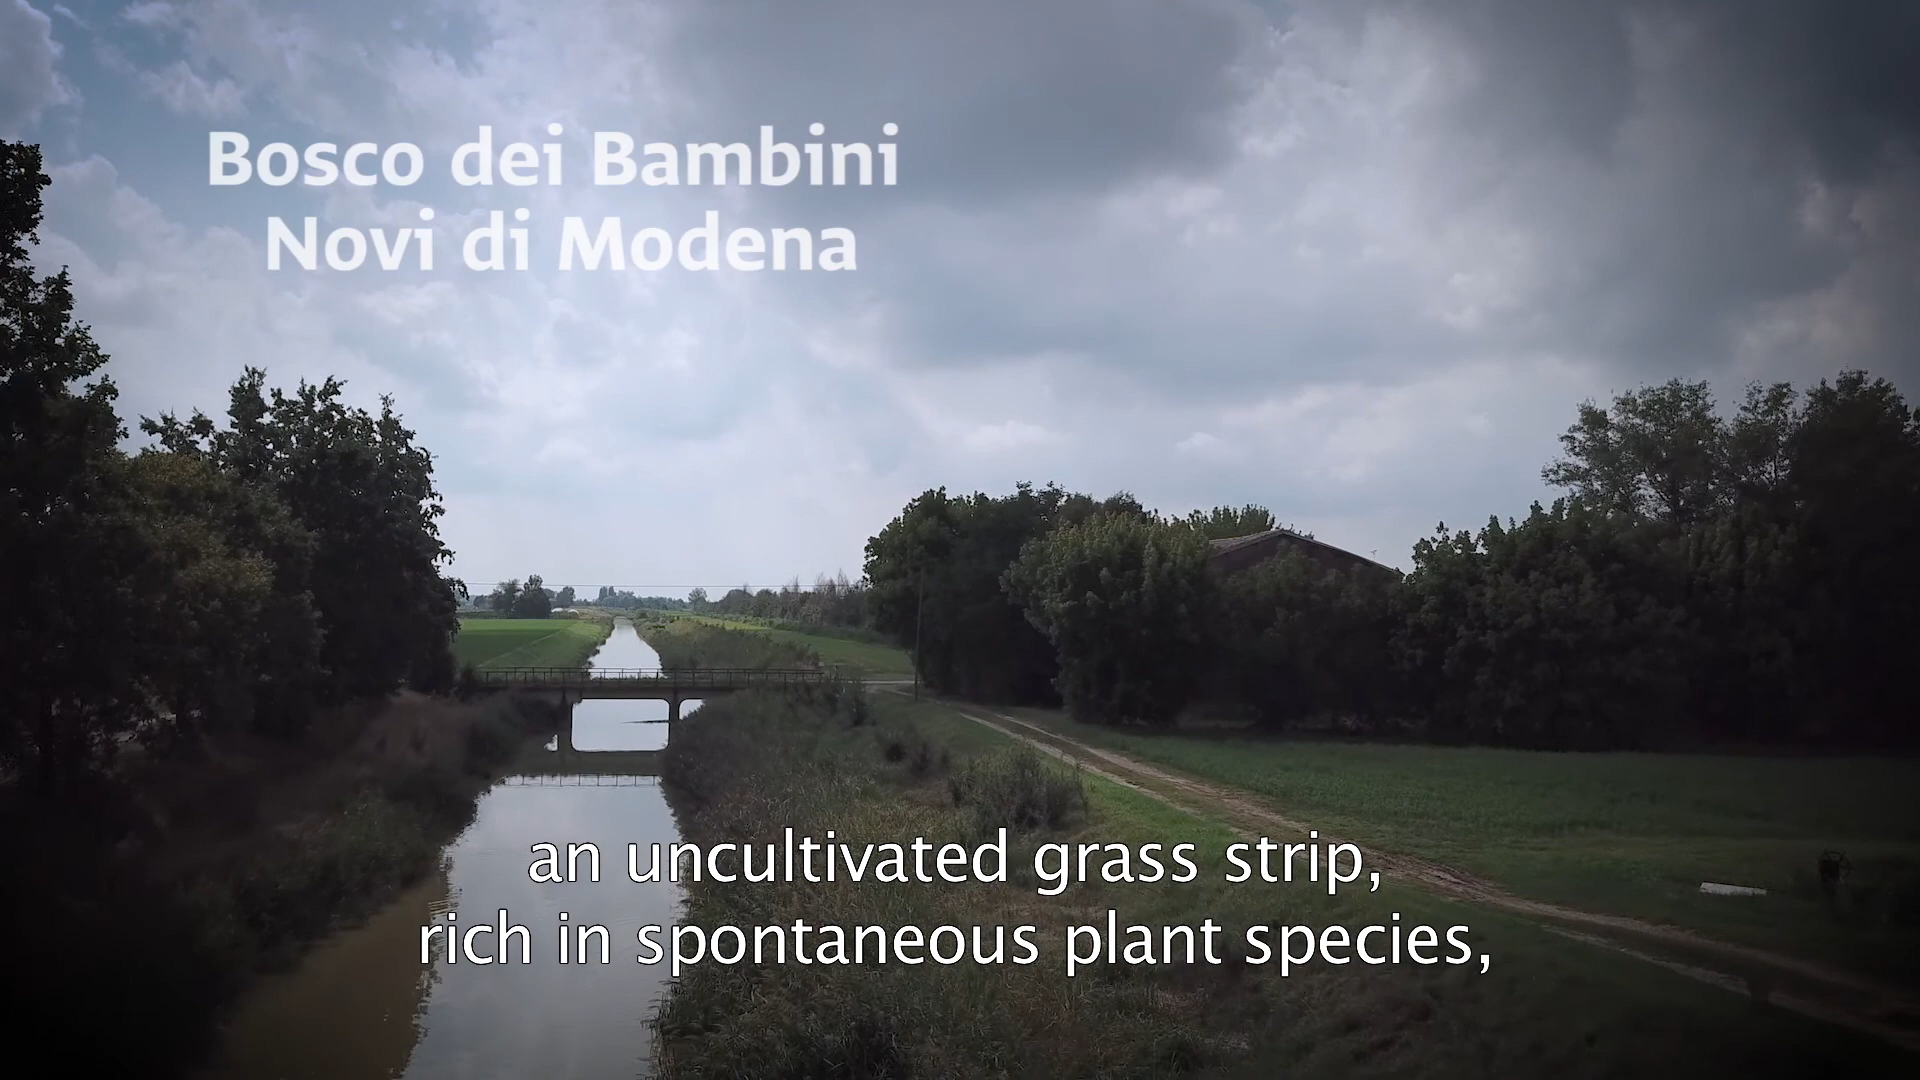 Bosco dei Bambini
Novi di Modena
an uncultivated grass strip,
rich in spontaneous plant species,